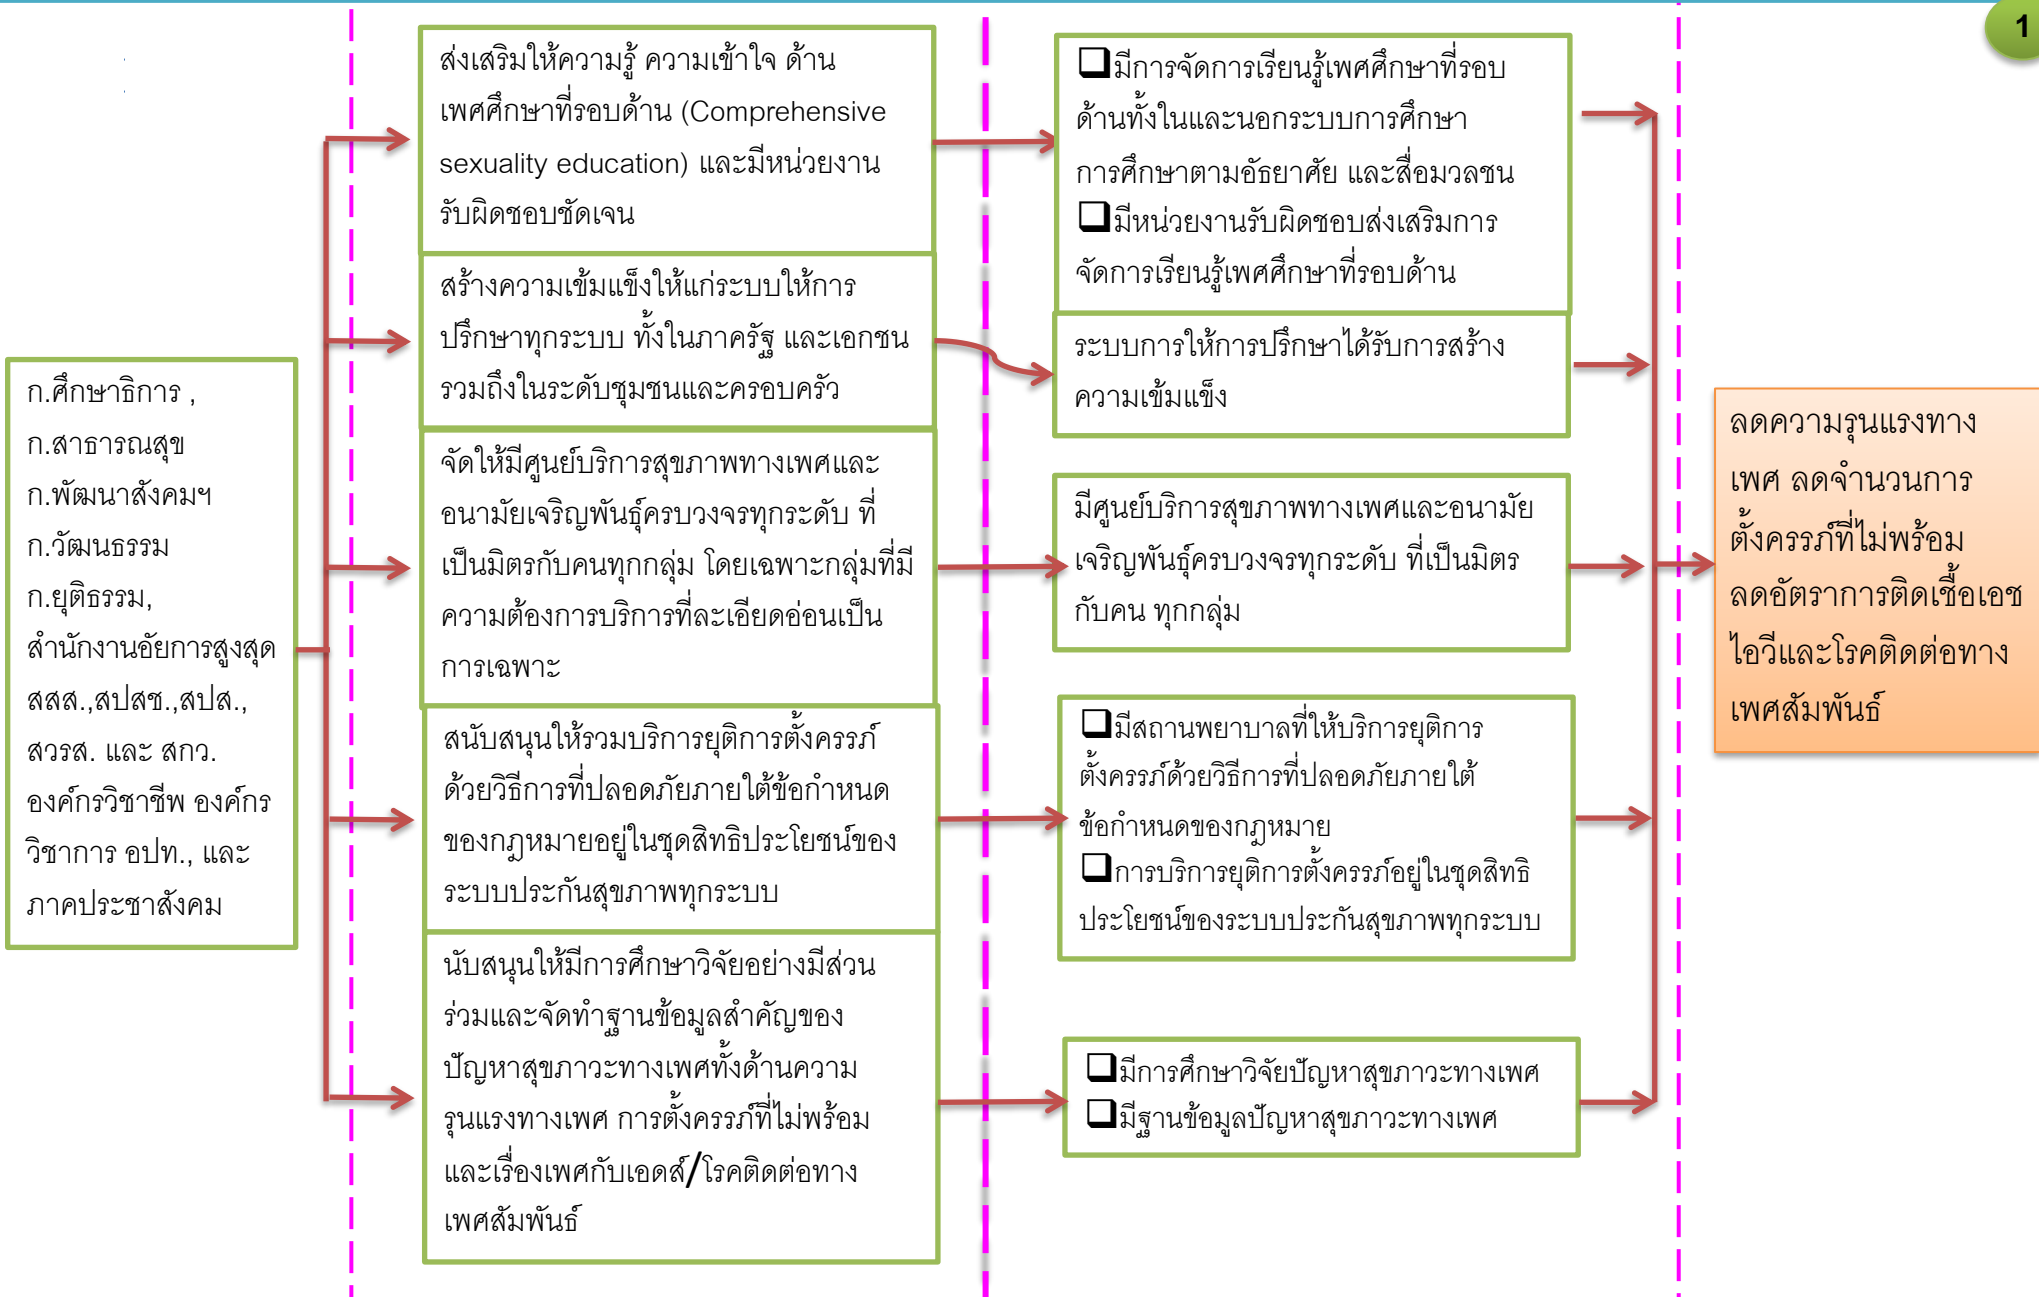 1
ก.ศึกษาธิการ ,
ก.สาธารณสุข
ก.พัฒนาสังคมฯ
ก.วัฒนธรรม
ก.ยุติธรรม,
สำนักงานอัยการสูงสุด
สสส.,สปสช.,สปส.,
สวรส. และ สกว.
องค์กรวิชาชีพ องค์กร
วิชาการ อปท., และ
ภาคประชาสังคม
ส่งเสริมให้ความรู้ ความเข้าใจ ด้าน
เพศศึกษาที่รอบด้าน (Comprehensive
sexuality education) และมีหน่วยงาน
รับผิดชอบชัดเจน
สร้างความเข้มแข็งให้แก่ระบบให้การ
ปรึกษาทุกระบบ ทั้งในภาครัฐ และเอกชน
รวมถึงในระดับชุมชนและครอบครัว
จัดให้มีศูนย์บริการสุขภาพทางเพศและ
อนามัยเจริญพันธุ์ครบวงจรทุกระดับ ที่
เป็นมิตรกับคนทุกกลุ่ม โดยเฉพาะกลุ่มที่มี
ความต้องการบริการที่ละเอียดอ่อนเป็น
การเฉพาะ
สนับสนุนให้รวมบริการยุติการตั้งครรภ์
ด้วยวิธีการที่ปลอดภัยภายใต้ข้อกำหนด
ของกฎหมายอยู่ในชุดสิทธิประโยชน์ของ
ระบบประกันสุขภาพทุกระบบ
นับสนุนให้มีการศึกษาวิจัยอย่างมีส่วน
ร่วมและจัดทำฐานข้อมูลสำคัญของ
ปัญหาสุขภาวะทางเพศทั้งด้านความ
รุนแรงทางเพศ การตั้งครรภ์ที่ไม่พร้อม
และเรื่องเพศกับเอดส์/โรคติดต่อทาง
เพศสัมพันธ์
❑มีการจัดการเรียนรู้เพศศึกษาที่รอบ
ด้านทั้งในและนอกระบบการศึกษา
การศึกษาตามอัธยาศัย และสื่อมวลชน
❑มีหน่วยงานรับผิดชอบส่งเสริมการ
จัดการเรียนรู้เพศศึกษาที่รอบด้าน
ระบบการให้การปรึกษาได้รับการสร้าง
ความเข้มแข็ง
มีศูนย์บริการสุขภาพทางเพศและอนามัย
เจริญพันธุ์ครบวงจรทุกระดับ ที่เป็นมิตร
กับคน ทุกกลุ่ม
❑มีสถานพยาบาลที่ให้บริการยุติการ
ตั้งครรภ์ด้วยวิธีการที่ปลอดภัยภายใต้
ข้อกำหนดของกฎหมาย
❑การบริการยุติการตั้งครรภ์อยู่ในชุดสิทธิ
ประโยชน์ของระบบประกันสุขภาพทุกระบบ
❑มีการศึกษาวิจัยปัญหาสุขภาวะทางเพศ
❑มีฐานข้อมูลปัญหาสุขภาวะทางเพศ
ลดความรุนแรงทาง
เพศ ลดจำนวนการ
ตั้งครรภ์ที่ไม่พร้อม
ลดอัตราการติดเชื้อเอช
ไอวีและโรคติดต่อทาง
เพศสัมพันธ์